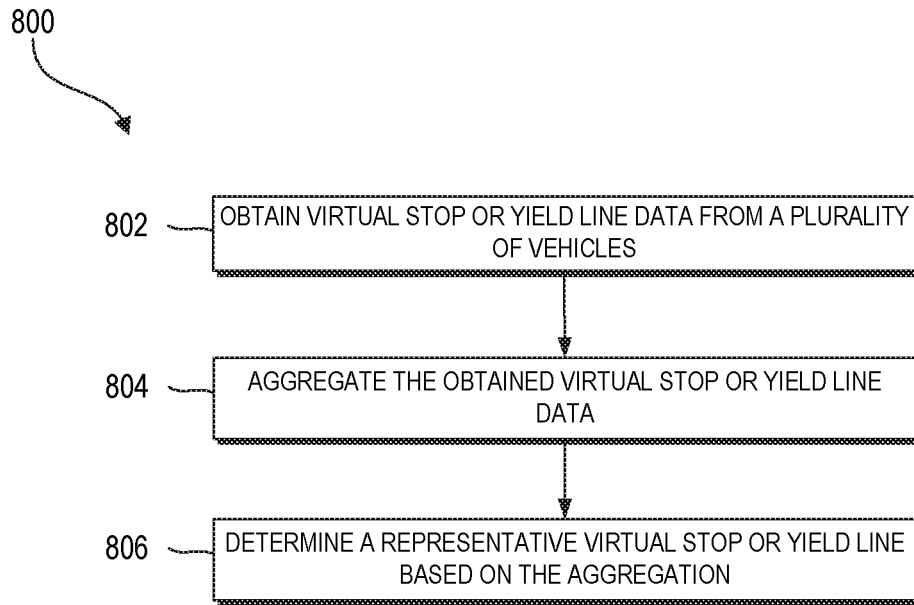 800
802
OBTAIN VIRTUAL STOP OR YIELD LINE DATA FROM A PLURALITY
OF VEHICLES
804
AGGREGATE THE OBTAINED VIRTUAL STOP OR YIELD LINE
DATA
806
DETERMINE A REPRESENTATIVE VIRTUAL STOP OR YIELD LINE
BASED ON THE AGGREGATION